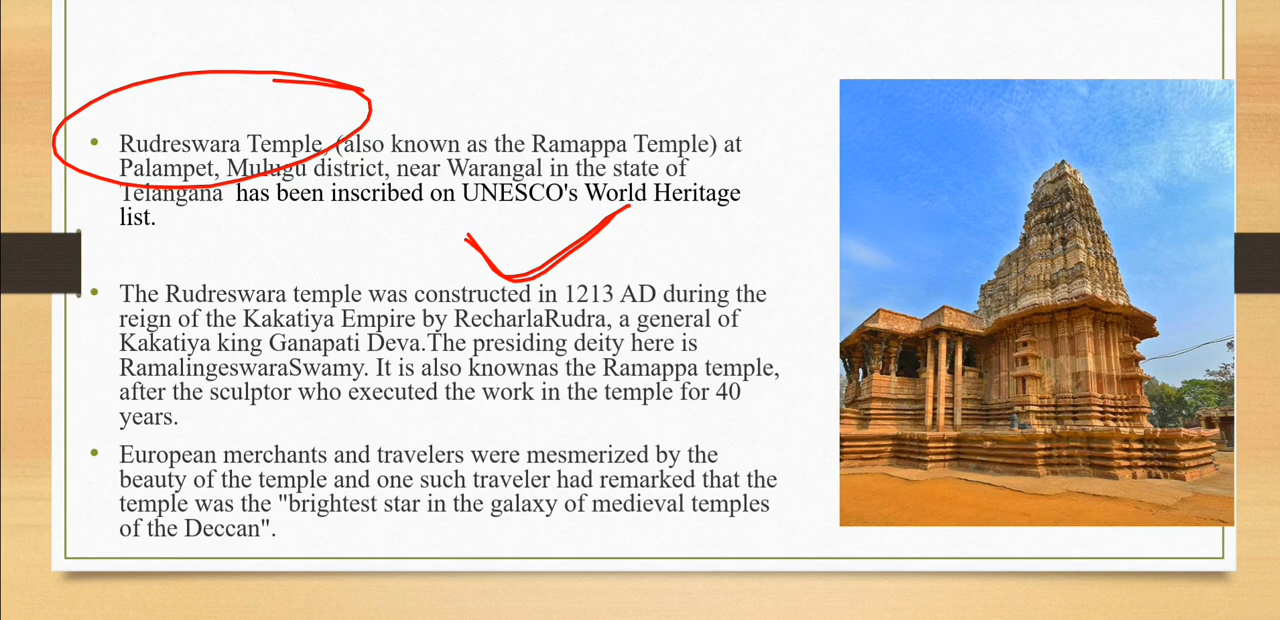 Rudreswara Temple, (also known as the Ramappa Temple) at
Palampet, Mulugu district, near Warangal in the state of
Telangana has been inscribed on UNESCO's World Heritage
list.
The Rudreswara temple was constructed in 1213 AD during the
reign of the Kakatiya Empire by RecharlaRudra, a general of
Kakatiya king Ganapati Deva.The presiding deity here is
RamalingeswaraSwamy. It is also knownas the Ramappa temple,
after the sculptor who executed the work in the temple for 40
years.
European merchants and travelers were mesmerized by the
beauty of the temple and one such traveler had remarked that the
temple was the "brightest star in the galaxy of medieval temples
of the Deccan".